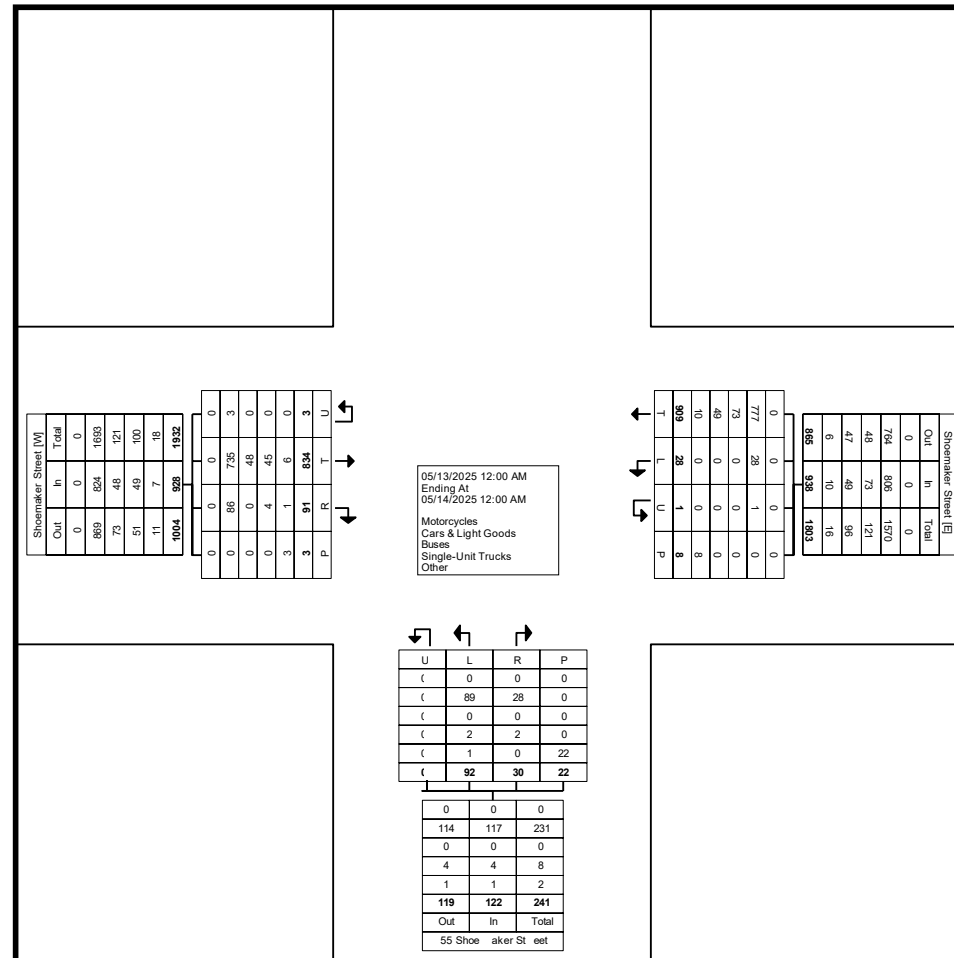 Shoemaker Street [W]
Out In Total
0 0 0
869 824 1693
73 48 121
51 49 100
11 7 18
1004 928 1932
0 0 0 0
0 86 735 3
0 0 48 0
0 4 45 0
3 1 6 0
3 91 834 3
P R T U
05/13/2025 12:00 AM
Ending At
05/14/2025 12:00 AM
Motorcycles
Cars & Light Goods
Buses
Single-Unit Trucks
Other
Shoemaker Street [E]
Out In Total
0 0 0
764 806 1570
48 73 121
47 49 96
6 10 16
865 938 1803
0 0 0 0
777 28 1 0
73 0 0 0
49 0 0 0
10 0 0 8
909 28 1 8
T L U P
U L R P
( 0 0 0
( 89 28 0
( 0 0 0
( 2 2 0
( 1 0 22
( 92 30 22
0 0 0
114 117 231
0 0 0
4 4 8
1 1 2
119 122 241
Out In Total
55 Shoe aker St eet